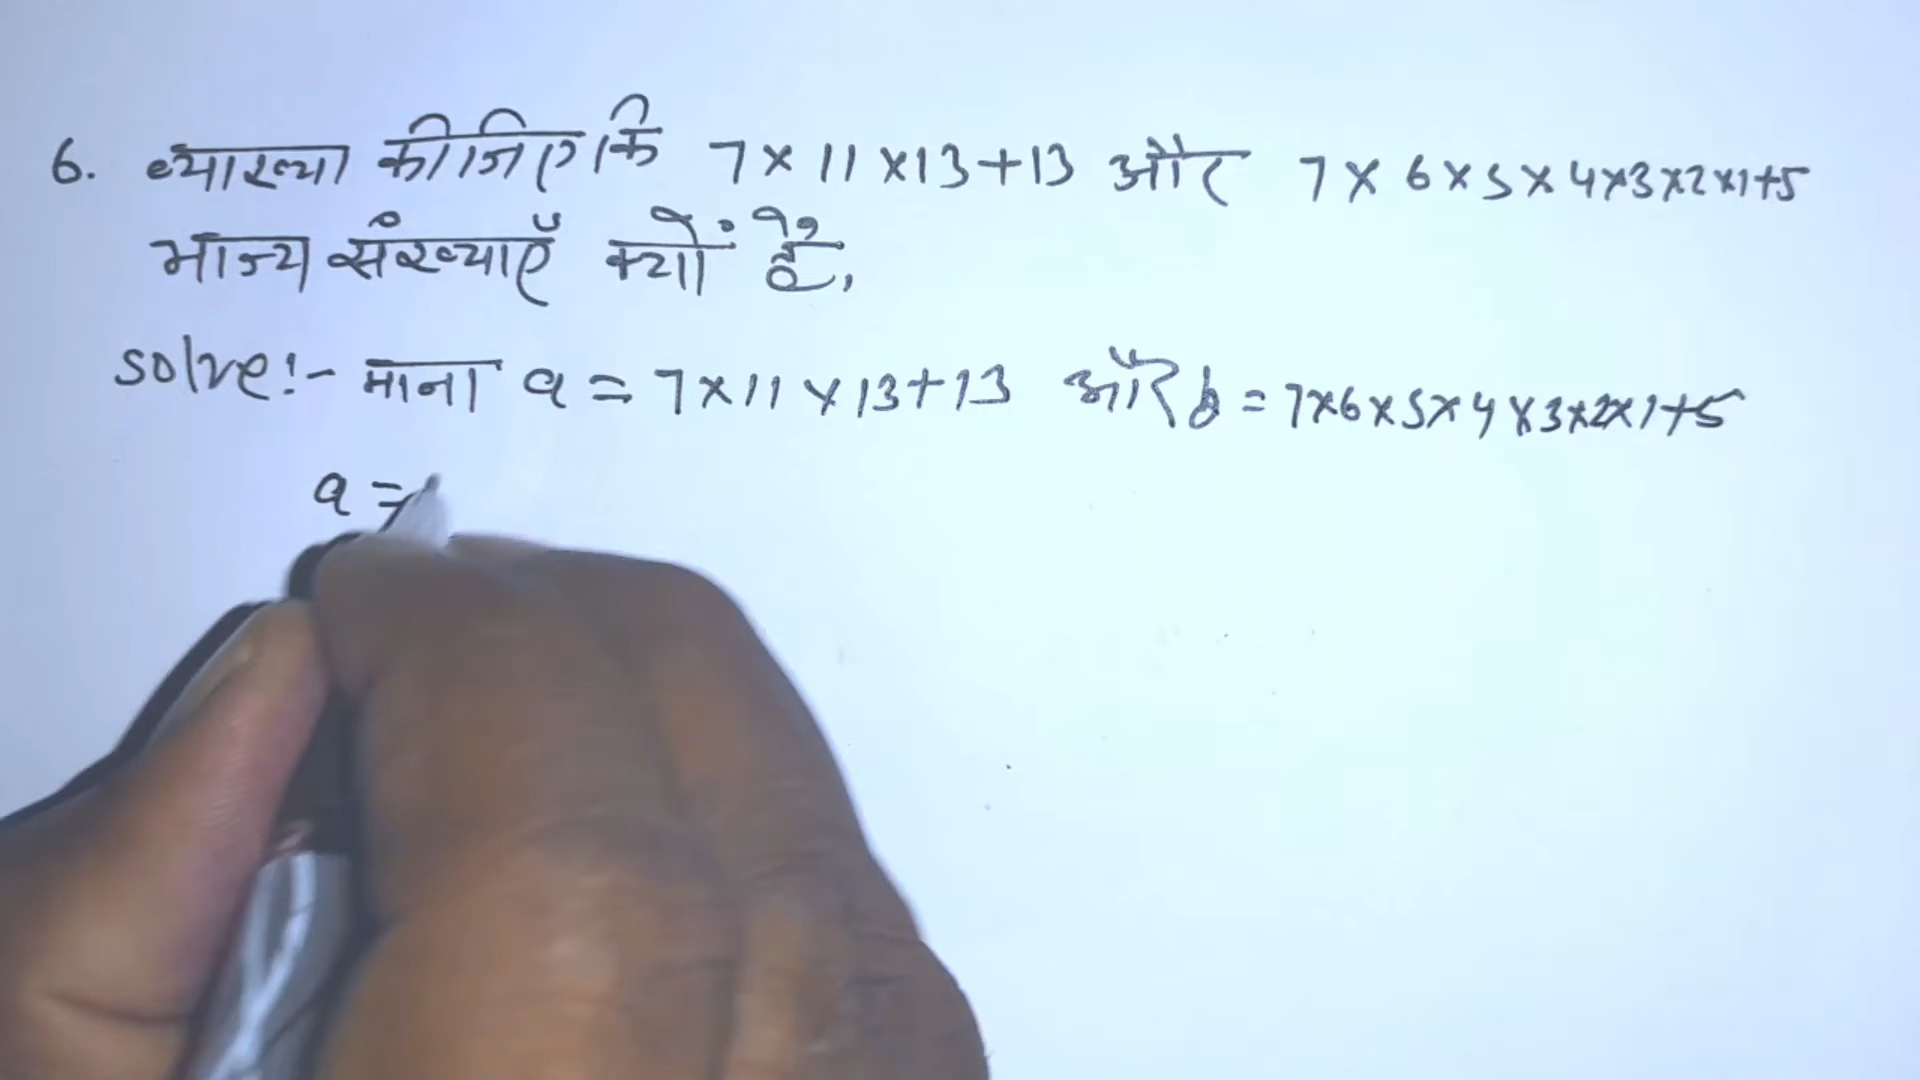 6. व्याख्या कीजिए कि 7×11×13+13 और 7×6×5×4×3×2×1+5
भाज्य संख्याएँ क्यों हैं,
Solve:- माना a = 7×11×13+13 और b = 7×6×5×4×3×2×1+5
a =